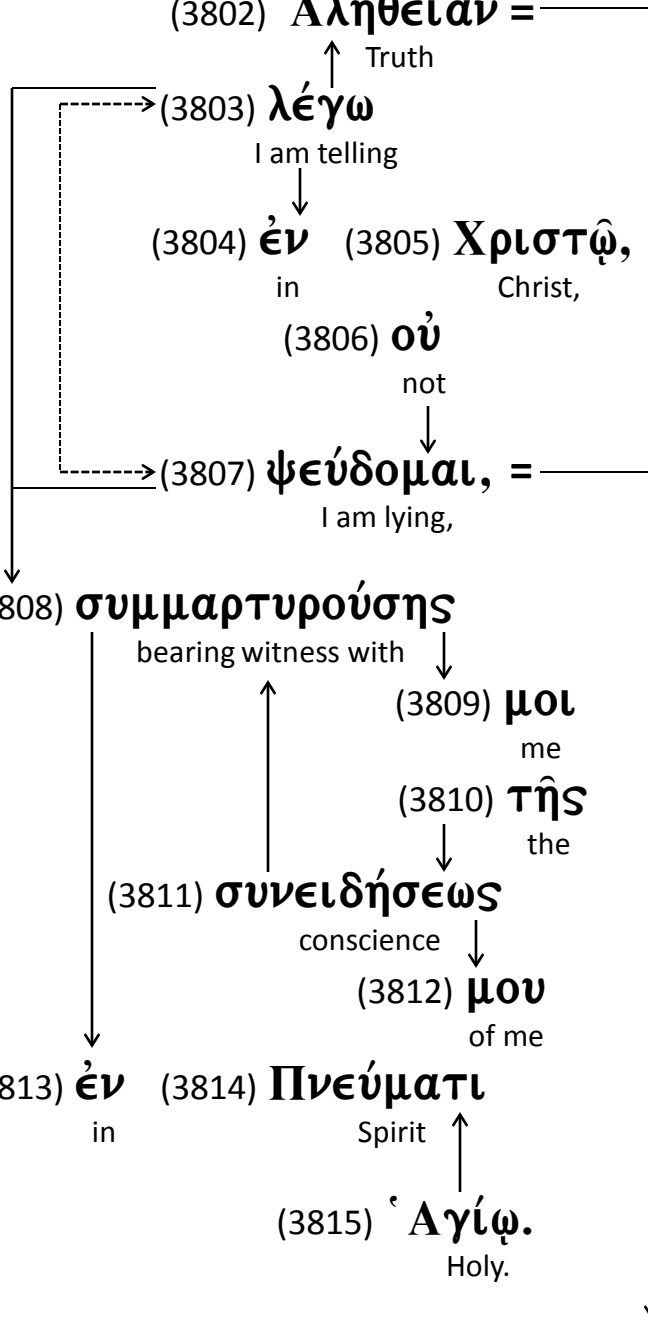 (3802) Ἀλήθειαν =
Truth
(3803) λέγω
I am telling
(3804) ἐν (3805) Χριστῷ,
in Christ,
(3806) οὐ
not
(3807) ψεύδομαι, =
I am lying,
808) συμμαρτυρούσης
bearing witness with
(3809) μοι
me
(3810) τῆς
the
(3811) συνειδήσεως
conscience
(3812) μου
of me
813) ἐν (3814) Πνεύματι
in Spirit
(3815) Ἁγίῳ.
Holy.